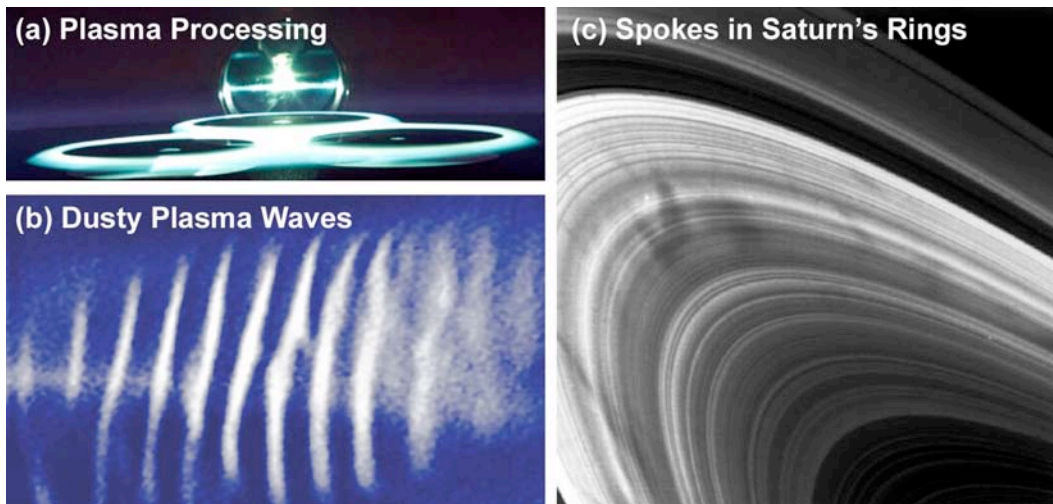 (a) Plasma Processing
(b) Dusty Plasma Waves
(c) Spokes in Saturn's Rings